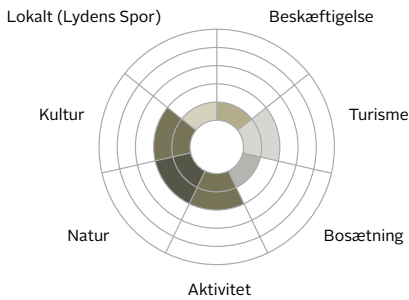 Lokalt (Lydens Spor)
Beskæftigelse
Kultur
Turisme
Natur
Bosætning
Aktivitet